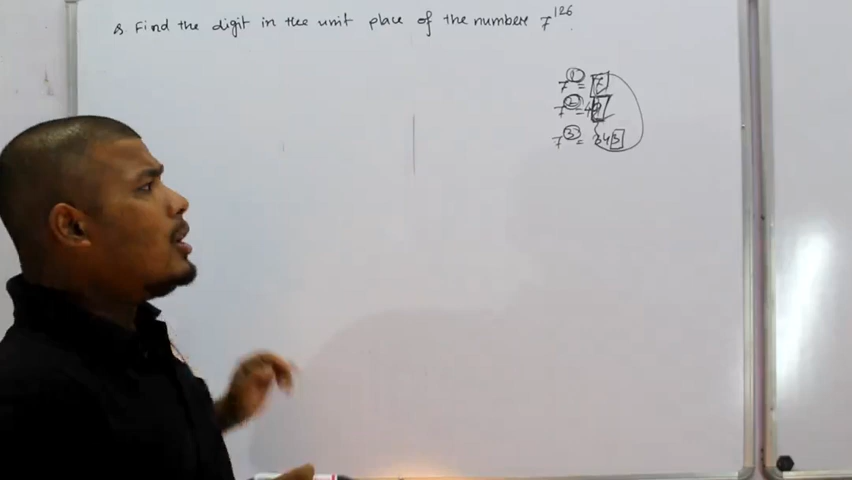 Q Find the digit in the unit place of the number 7^126.
7^1 = 7
7^2 = 49
7^3 = 343